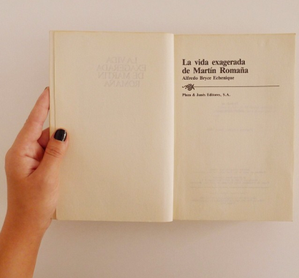 La vida exagerada
de Martín Romaña
Alfredo Bryce Echenique
Plaza & Janés Editores, S.A.